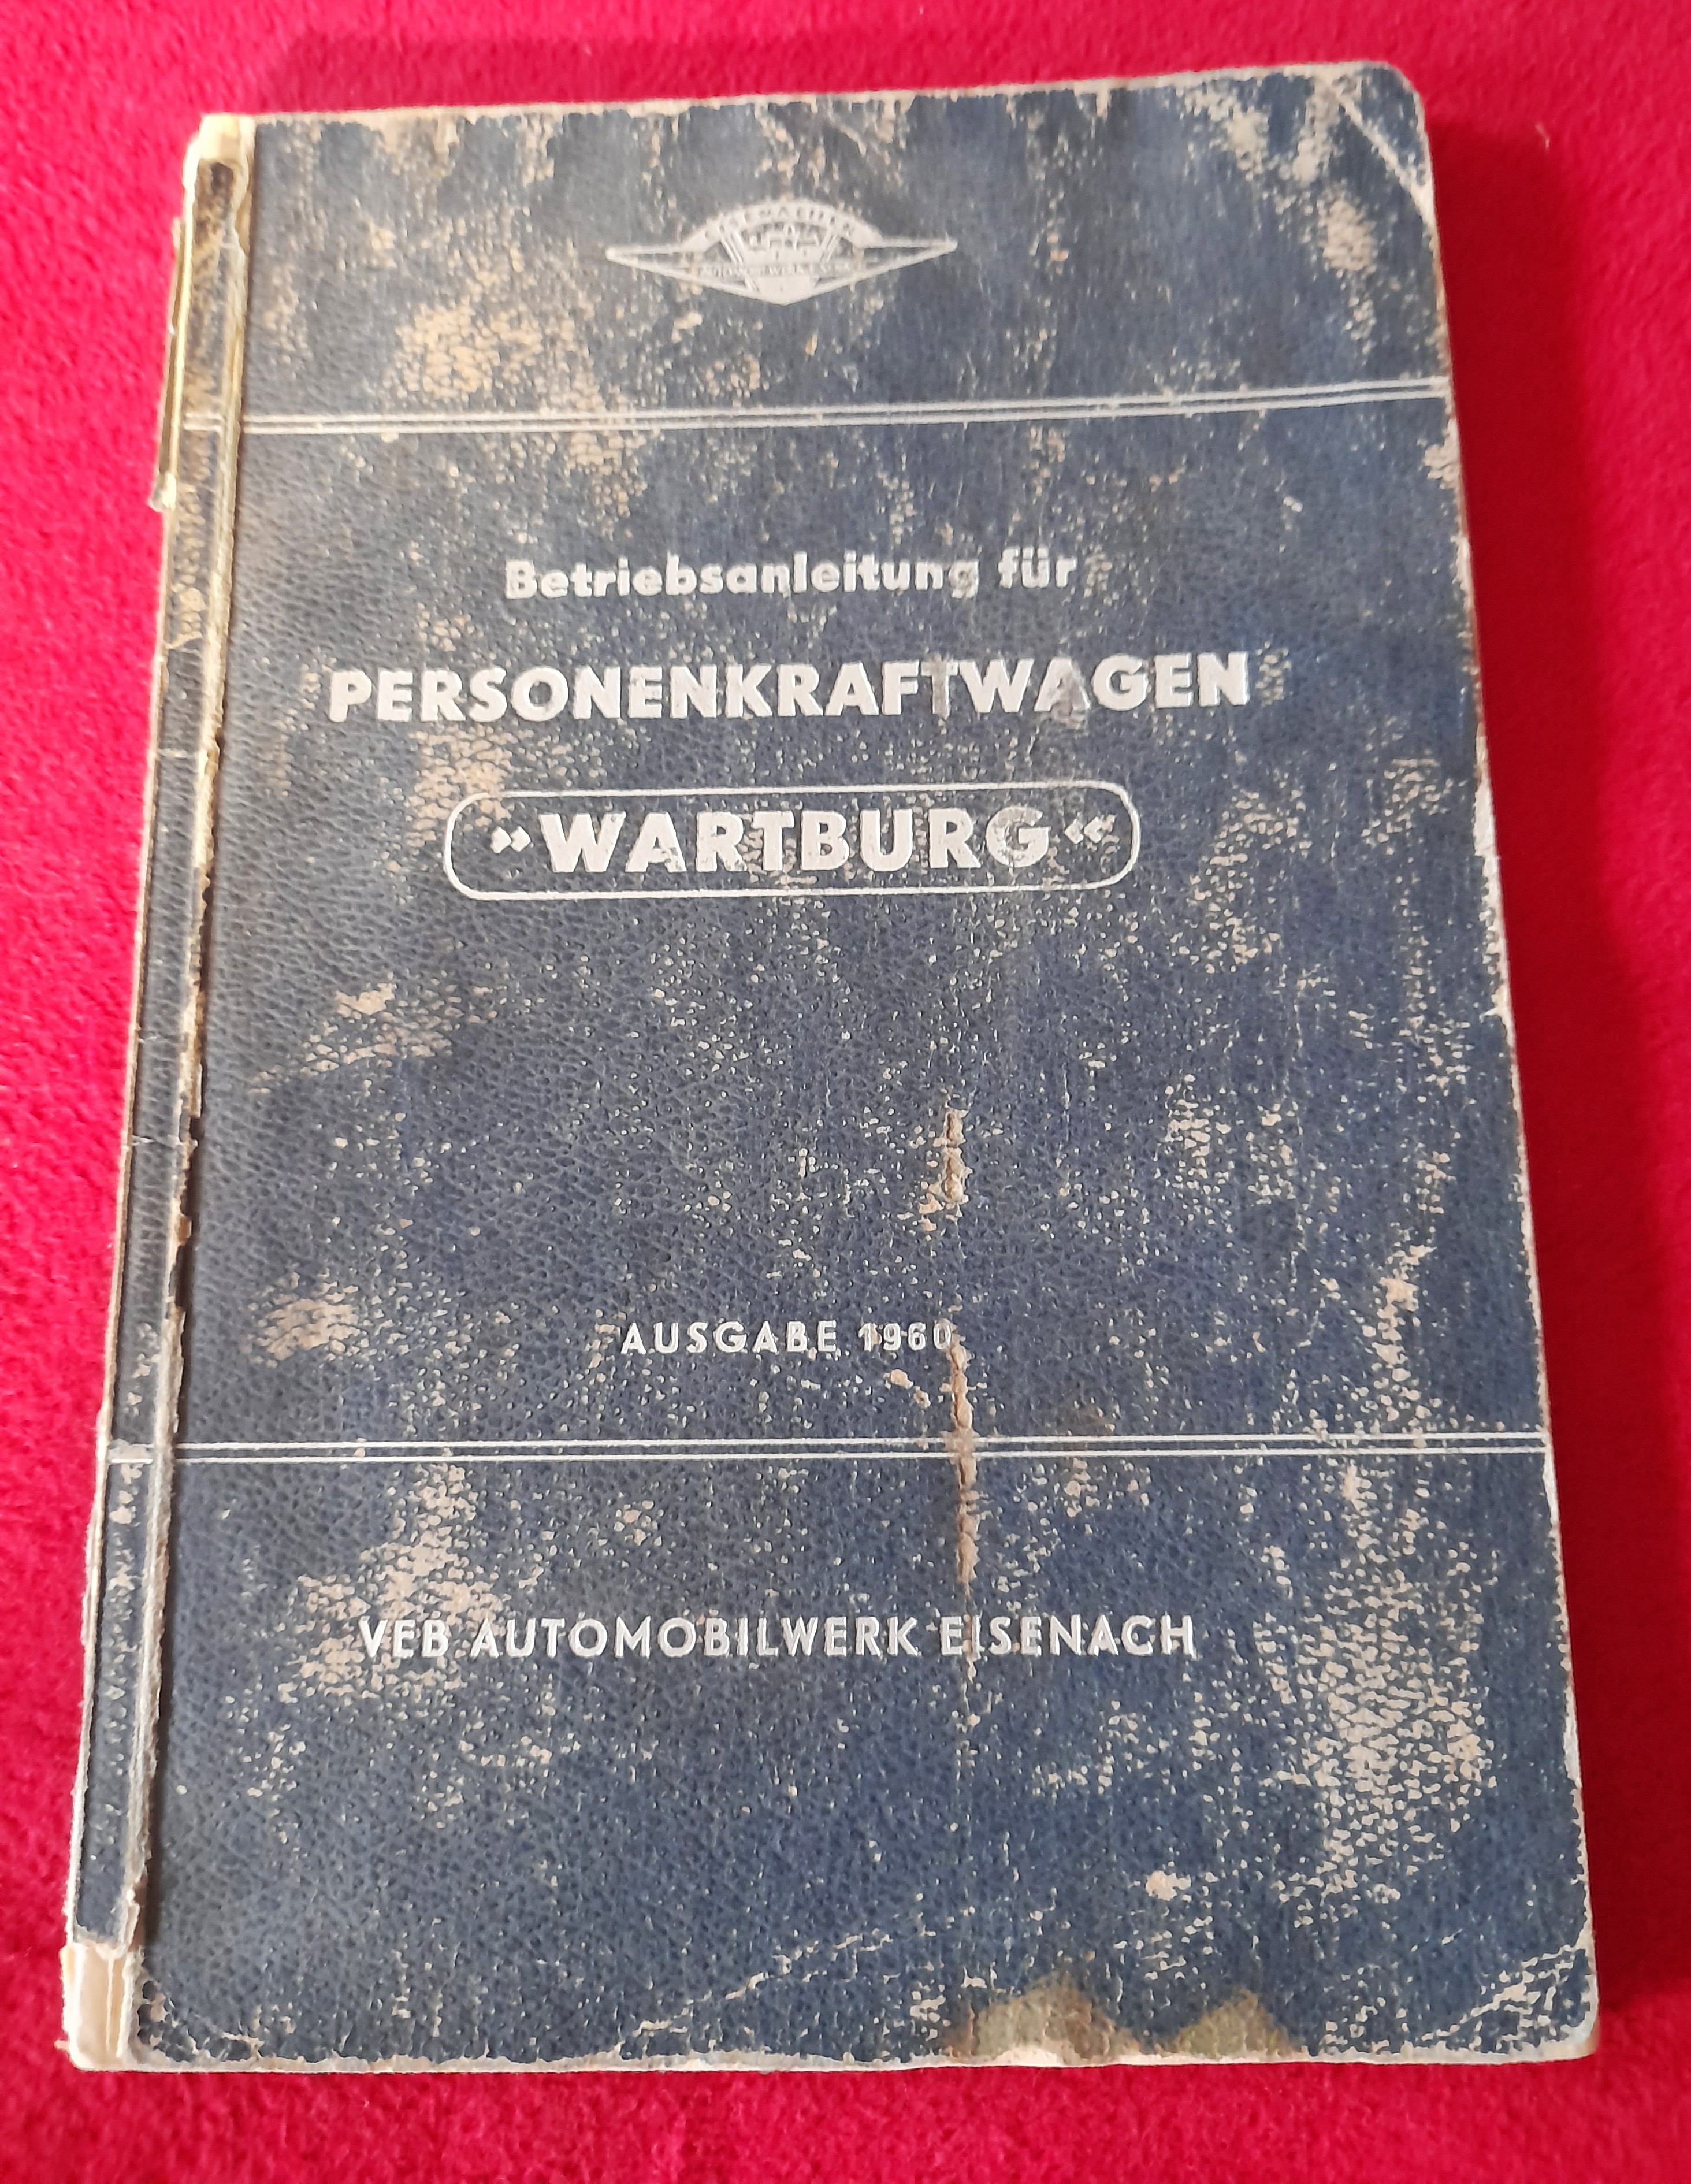 Betriebsanleitung für
PERSONENKRAFTWAGEN
»WARTBURG«
AUSGABE 1960
VEB AUTOMOBILWERK EISENACH